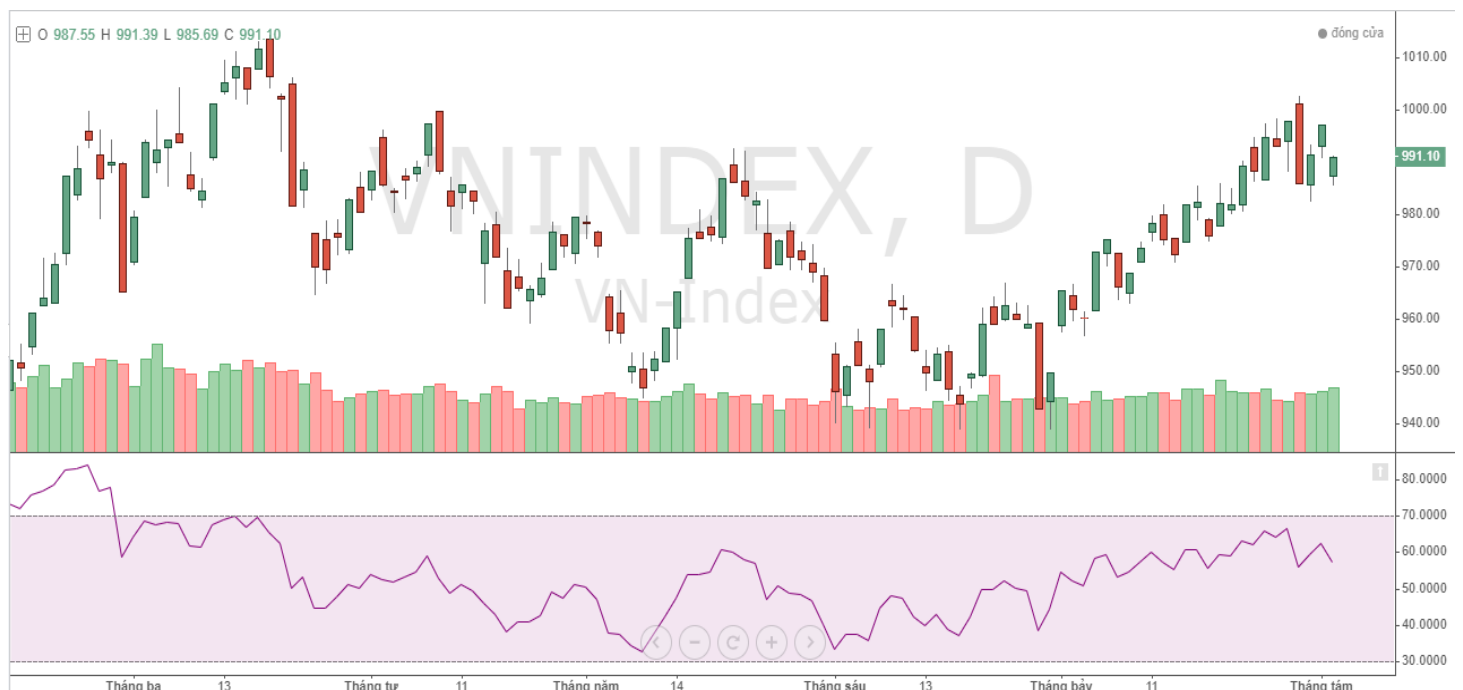 O 987.55 H 991.39 L 985.69 C 991.10
đóng cửa
VNINDEX, D
VN-Index
1010.00
1000.00
991.10
980.00
970.00
960.00
950.00
940.00
80.0000
70.0000
60.0000
50.0000
40.0000
30.0000
Tháng ba 13 Tháng tư 11 Tháng năm 14 Tháng sáu 13 Tháng bảy 11 Tháng tám